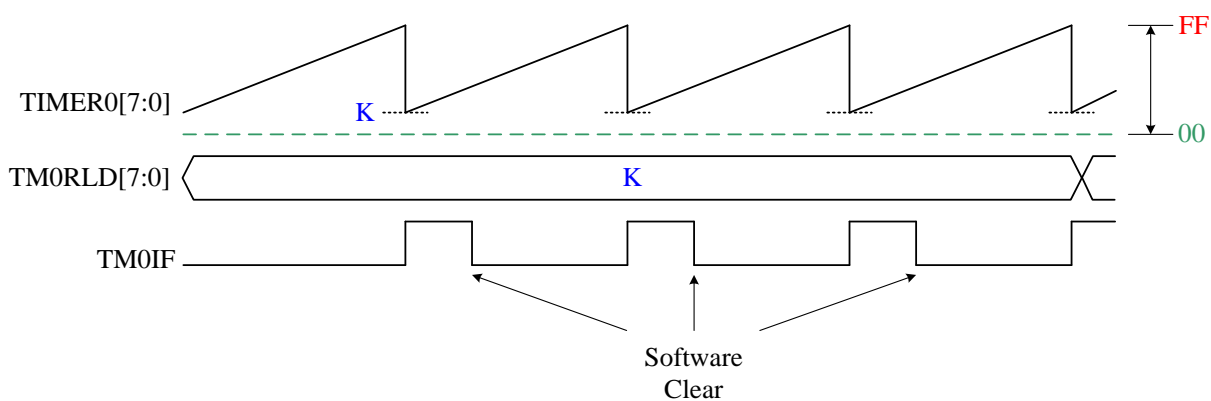 FF
TIMER0[7:0]
K
00
TM0RLD[7:0]
K
TM0IF
Software
Clear